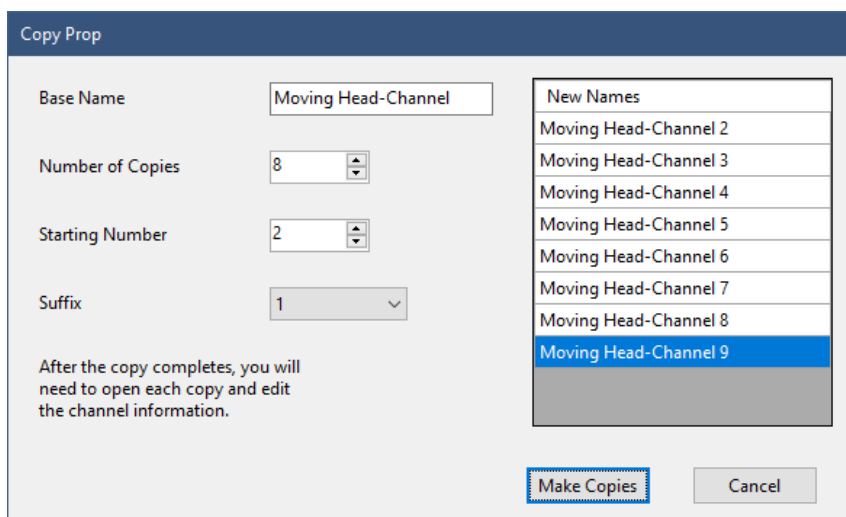 Copy Prop
Base Name
Moving Head-Channel
Number of Copies
8
Starting Number
2
Suffix
1
After the copy completes, you will
need to open each copy and edit
the channel information.
New Names
Moving Head-Channel 2
Moving Head-Channel 3
Moving Head-Channel 4
Moving Head-Channel 5
Moving Head-Channel 6
Moving Head-Channel 7
Moving Head-Channel 8
Moving Head-Channel 9
Make Copies
Cancel